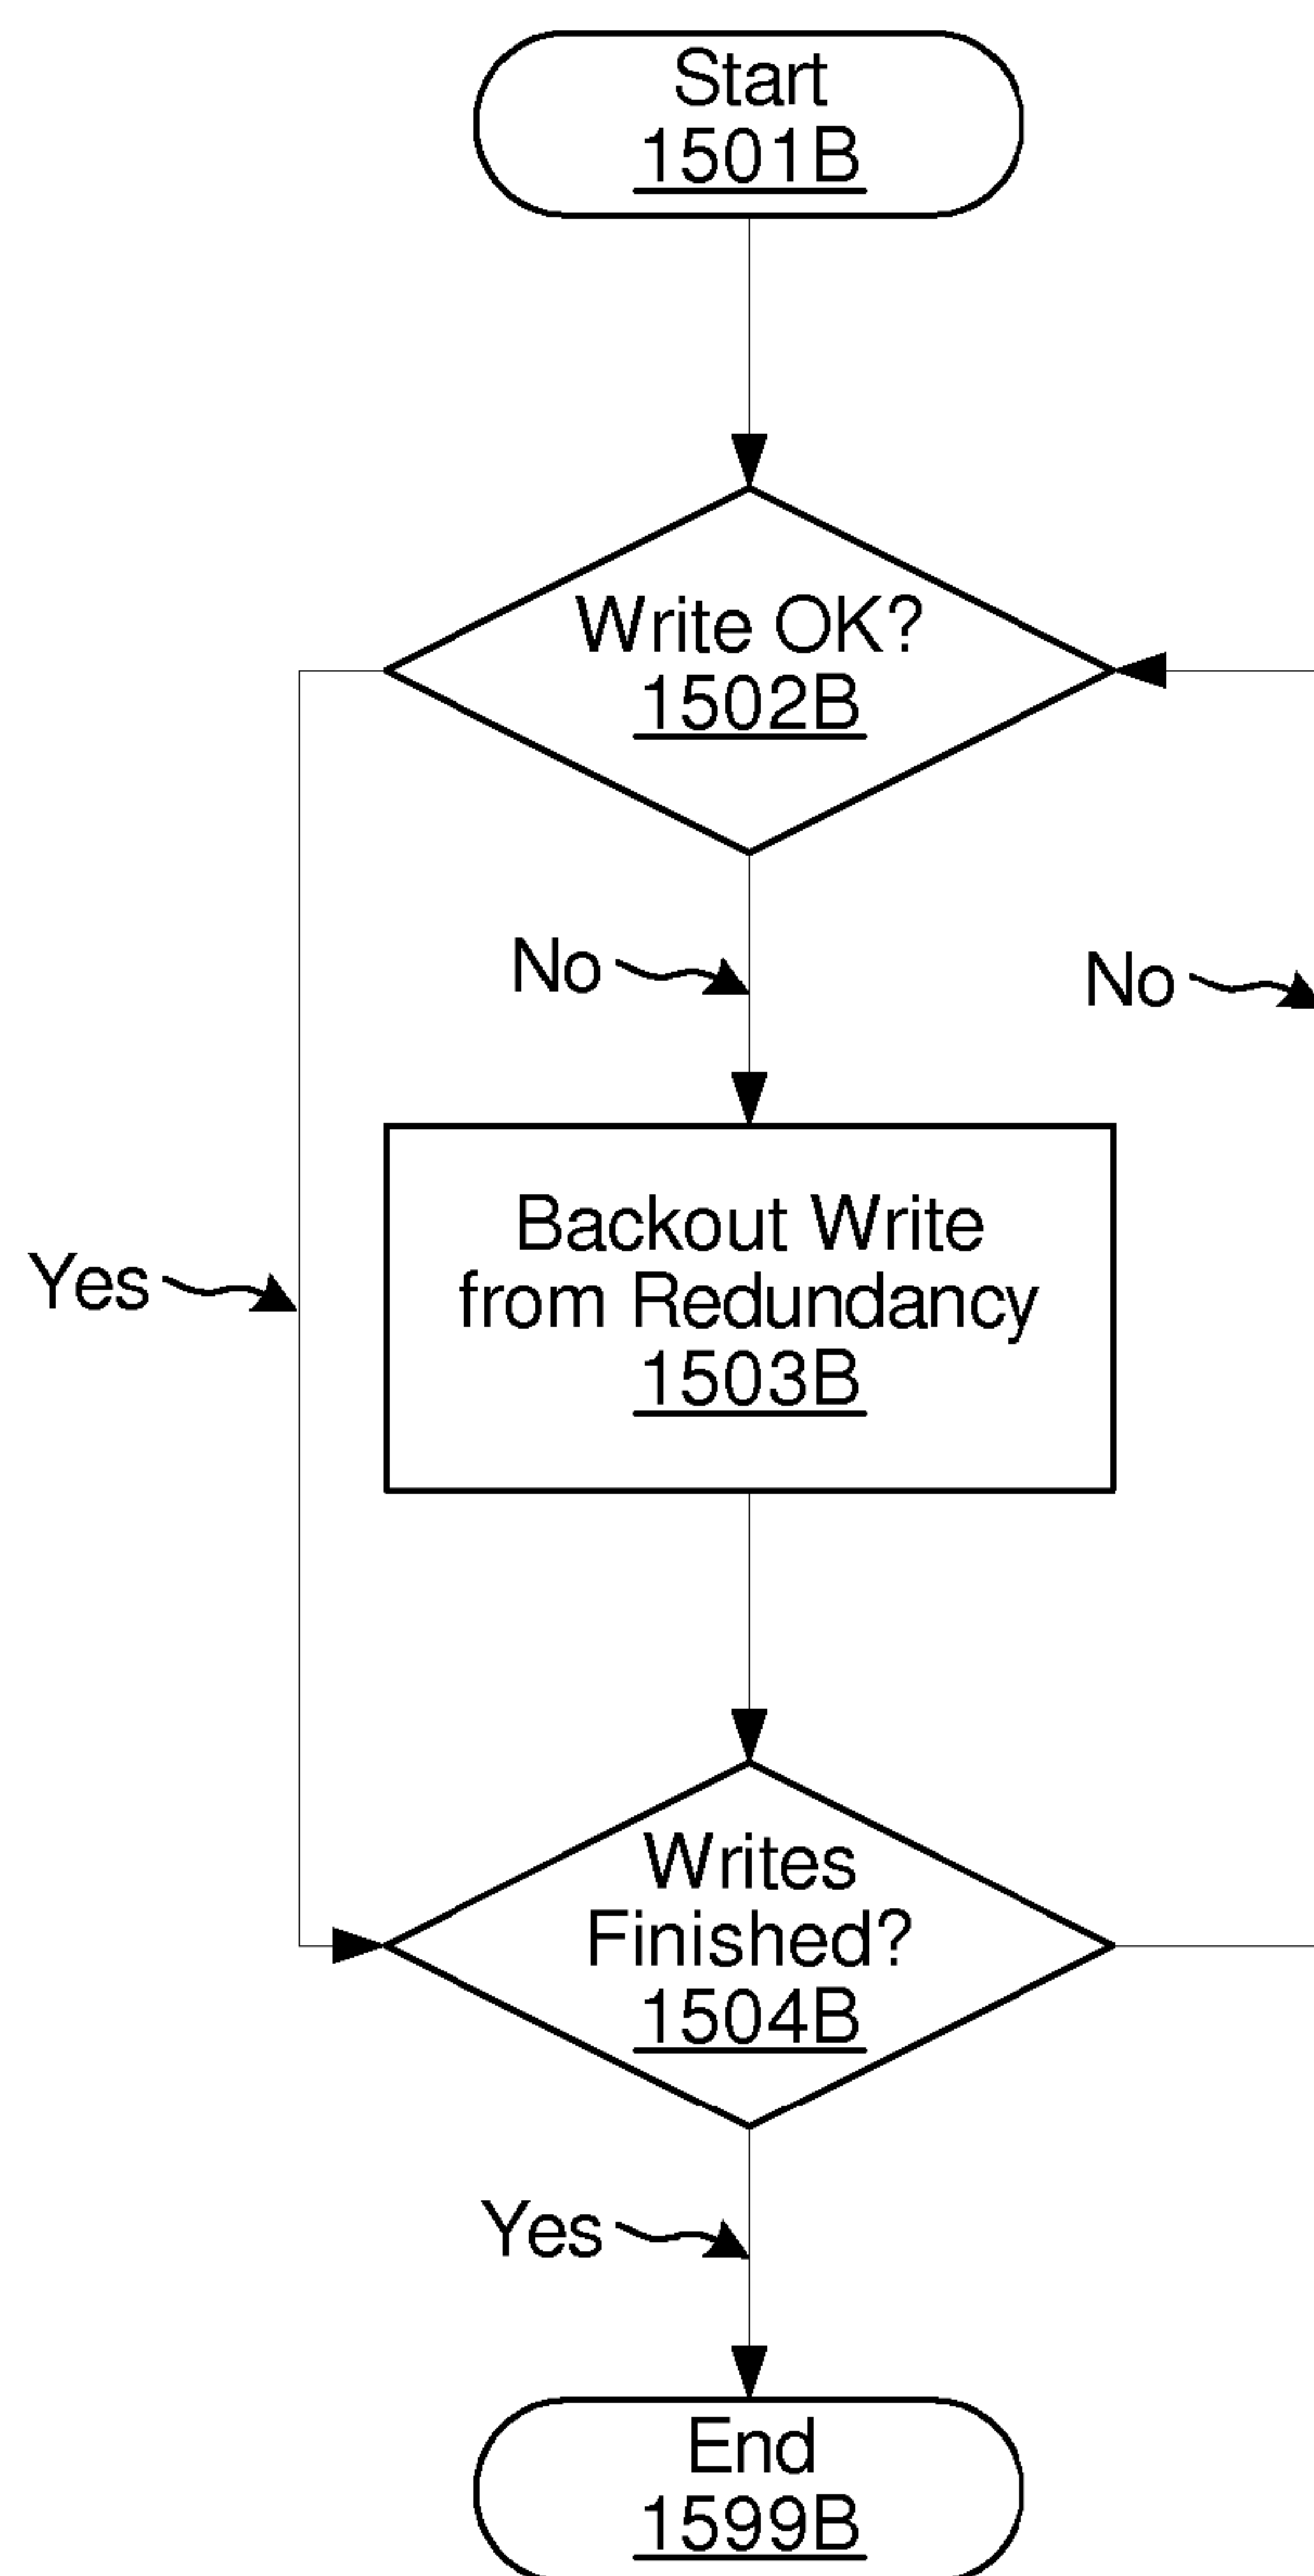 Start
1501B
Write OK?
1502B
No
No
Backout Write
from Redundancy
1503B
Yes
Writes
Finished?
1504B
Yes
End
1599B